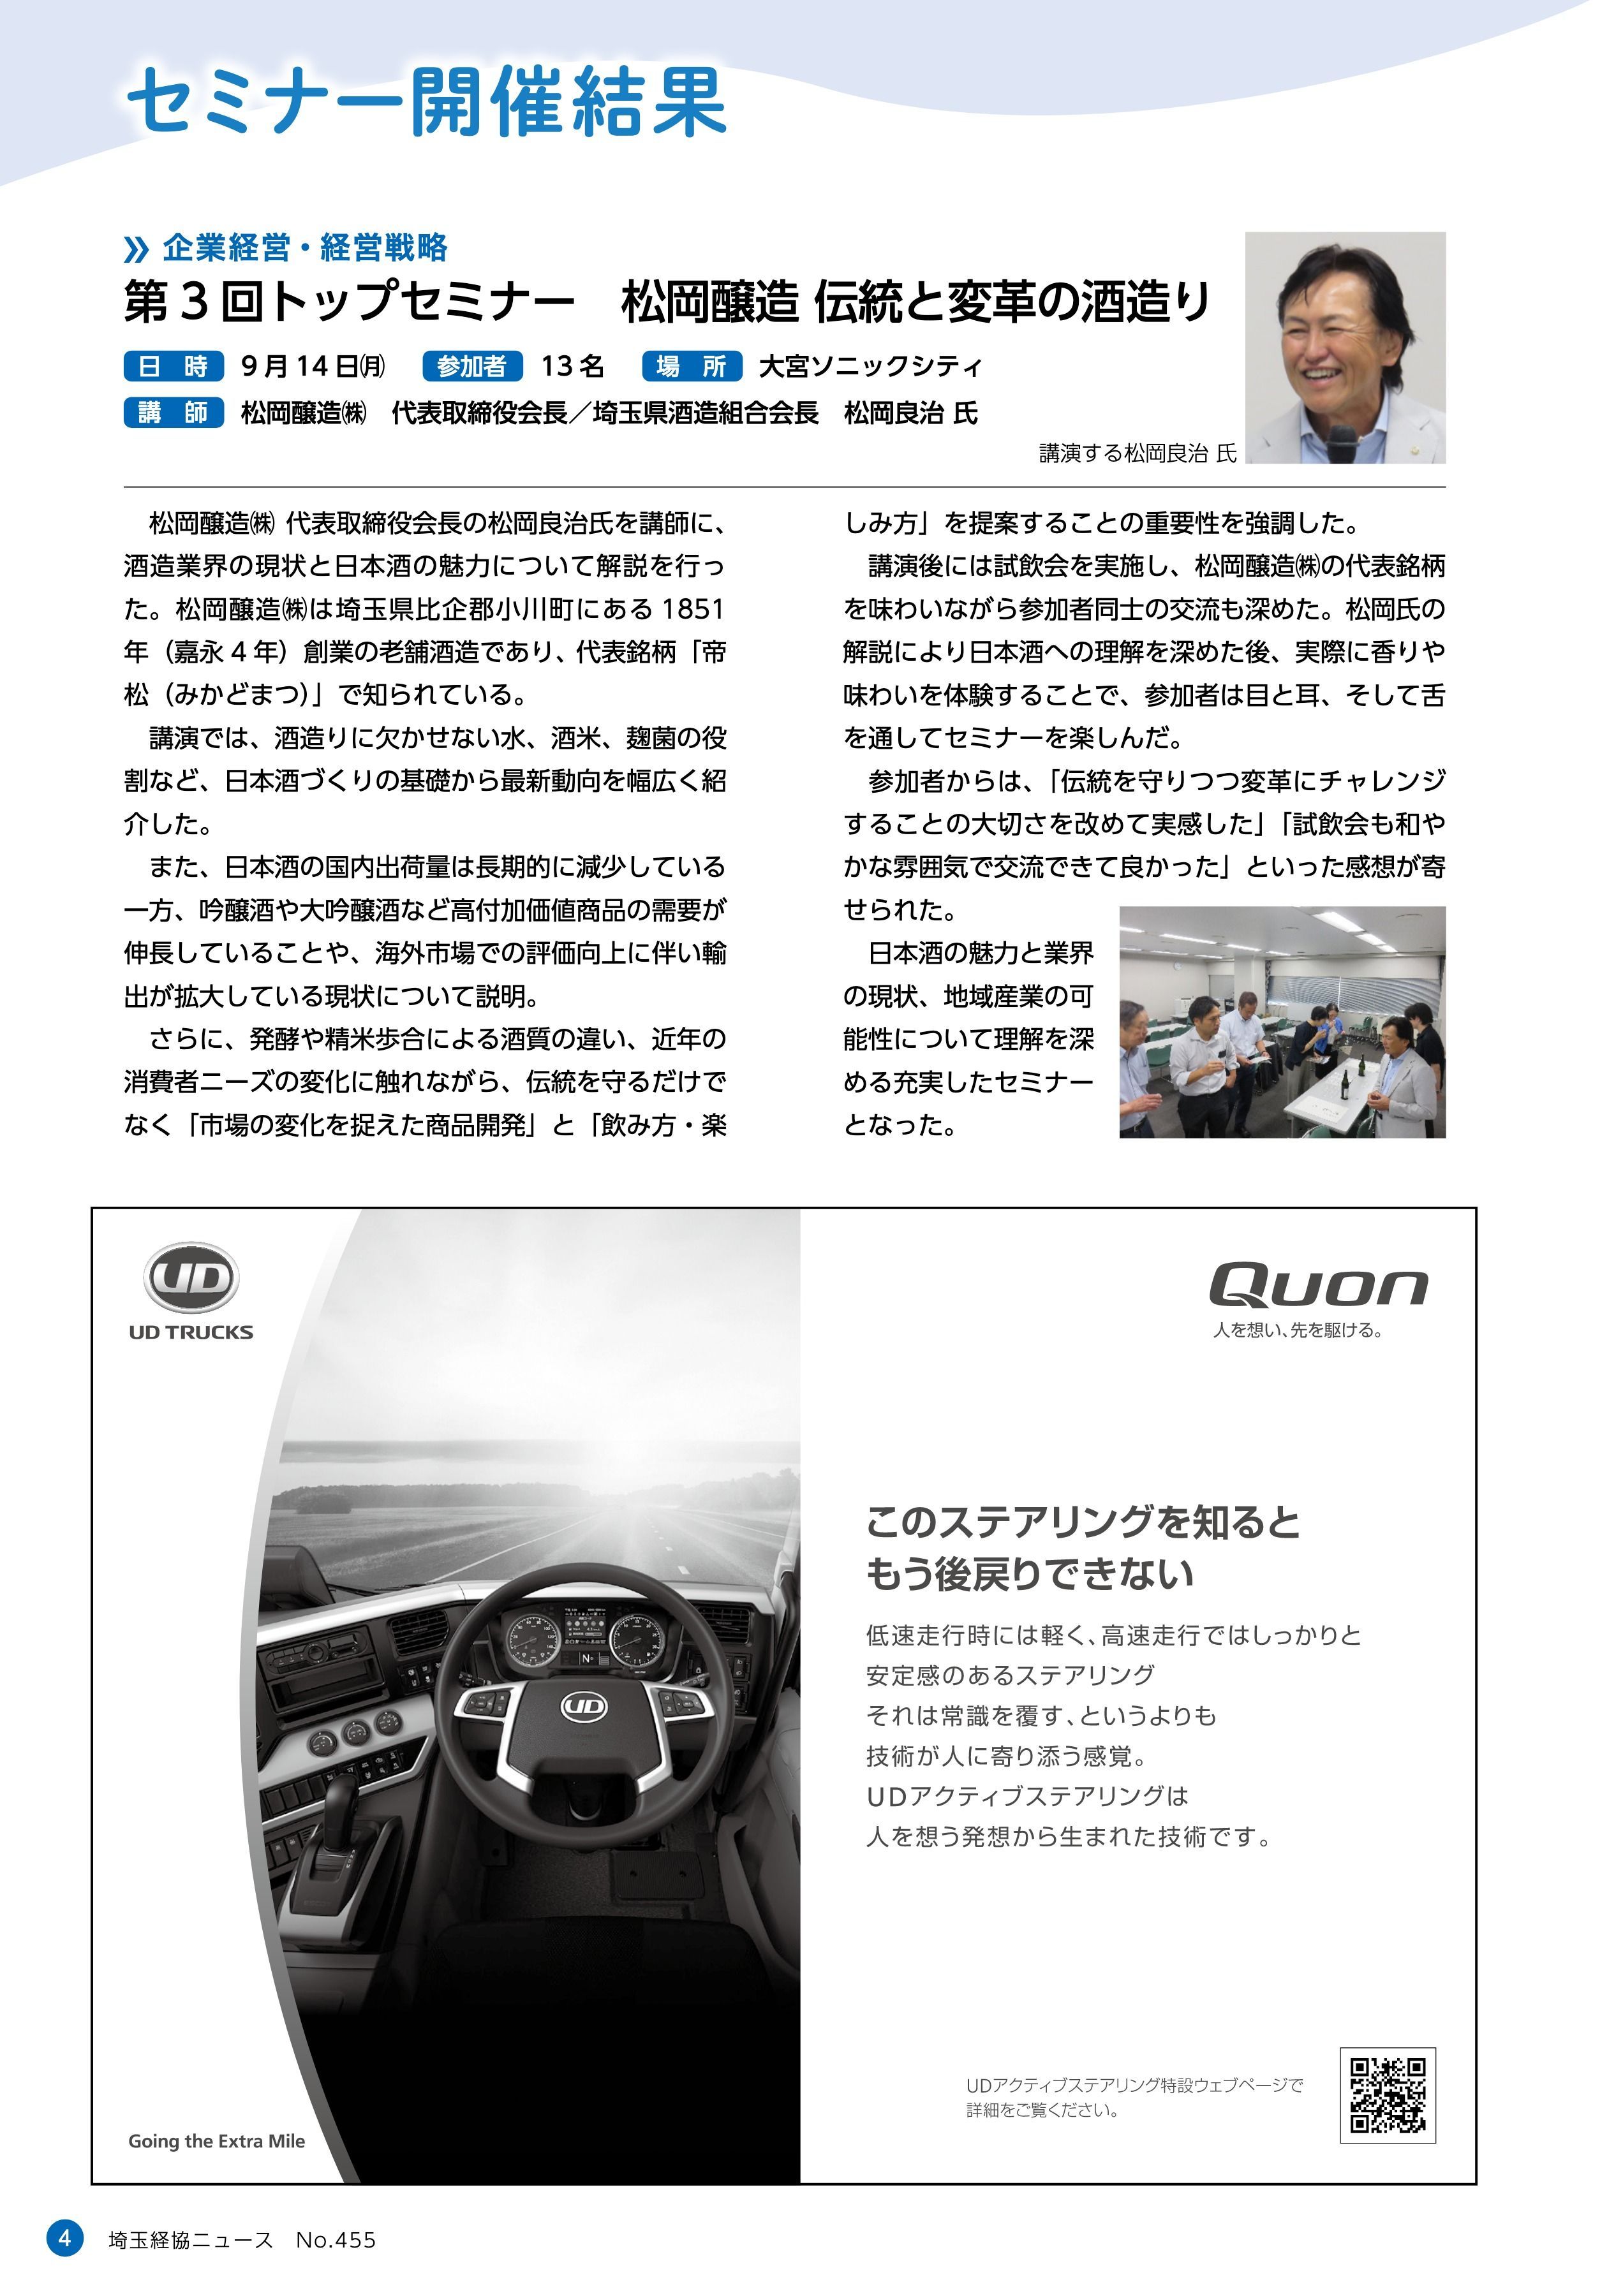 セミナー開催結果
企業経営・経営戦略
第3回トップセミナー　松岡醸造 伝統と変革の酒造り
日　時　9月14日㈪　参加者　13名　場　所　大宮ソニックシティ
講　師　松岡醸造㈱　代表取締役会長／埼玉県酒造組合会長　松岡良治 氏
講演する松岡良治 氏
松岡醸造㈱ 代表取締役会長の松岡良治氏を講師に、
酒造業界の現状と日本酒の魅力について解説を行っ
た。松岡醸造㈱は埼玉県比企郡小川町にある 1851
年（嘉永 4 年）創業の老舗酒造であり、代表銘柄「帝
松（みかどまつ）」で知られている。
講演では、酒造りに欠かせない水、酒米、麹菌の役
割など、日本酒づくりの基礎から最新動向を幅広く紹
介した。
また、日本酒の国内出荷量は長期的に減少している
一方、吟醸酒や大吟醸酒など高付加価値商品の需要が
伸長していることや、海外市場での評価向上に伴い輸
出が拡大している現状について説明。
さらに、発酵や精米歩合による酒質の違い、近年の
消費者ニーズの変化に触れながら、伝統を守るだけで
なく「市場の変化を捉えた商品開発」と「飲み方・楽
しみ方」を提案することの重要性を強調した。
講演後には試飲会を実施し、松岡醸造㈱の代表銘柄
を味わいながら参加者同士の交流も深めた。松岡氏の
解説により日本酒への理解を深めた後、実際に香りや
味わいを体験することで、参加者は目と耳、そして舌
を通してセミナーを楽しんだ。
参加者からは、「伝統を守りつつ変革にチャレンジ
することの大切さを改めて実感した」「試飲会も和や
かな雰囲気で交流できて良かった」といった感想が寄
せられた。
日本酒の魅力と業界
の現状、地域産業の可
能性について理解を深
める充実したセミナー
となった。
UD
UD TRUCKS
Quon
人を想い、先を駆ける。
このステアリングを知ると
もう後戻りできない
低速走行時には軽く、高速走行ではしっかりと
安定感のあるステアリング
それは常識を覆す、というよりも
技術が人に寄り添う感覚。
UDアクティブステアリングは
人を想う発想から生まれた技術です。
UD
UDアクティブステアリング特設ウェブページで
詳細をご覧ください。
Going the Extra Mile
4　埼玉経協ニュース　No.455